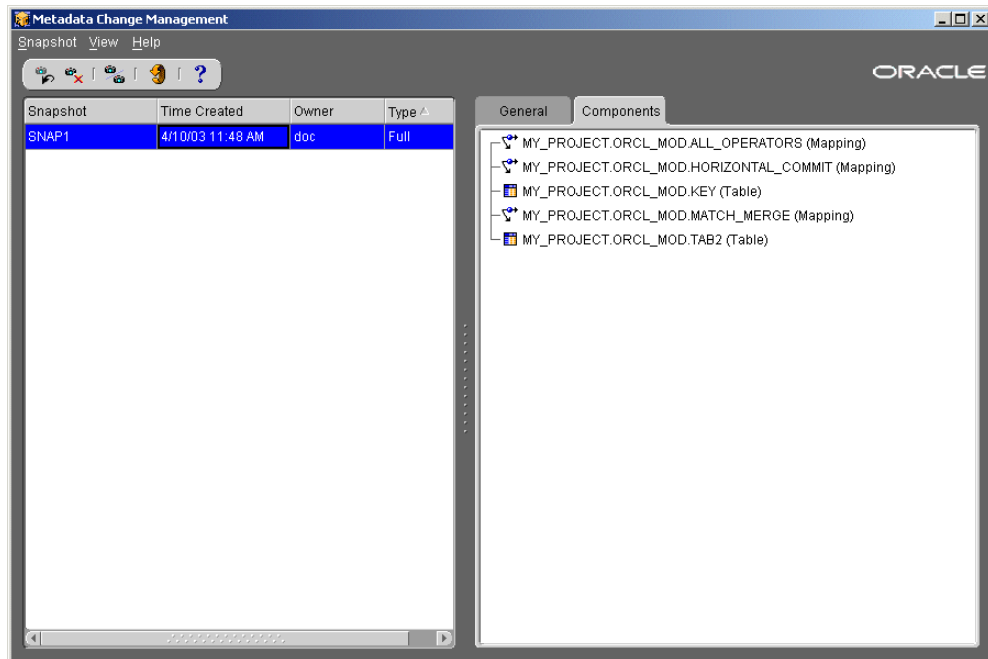 Metadata Change Management
Snapshot View Help
?
ORACLE
Snapshot Time Created Owner Type
SNAP1 4/10/03 11:48 AM doc Full
General Components
MY_PROJECT.ORCL_MOD.ALL_OPERATORS (Mapping)
MY_PROJECT.ORCL_MOD.HORIZONTAL_COMMIT (Mapping)
MY_PROJECT.ORCL_MOD.KEY (Table)
MY_PROJECT.ORCL_MOD.MATCH_MERGE (Mapping)
MY_PROJECT.ORCL_MOD.TAB2 (Table)